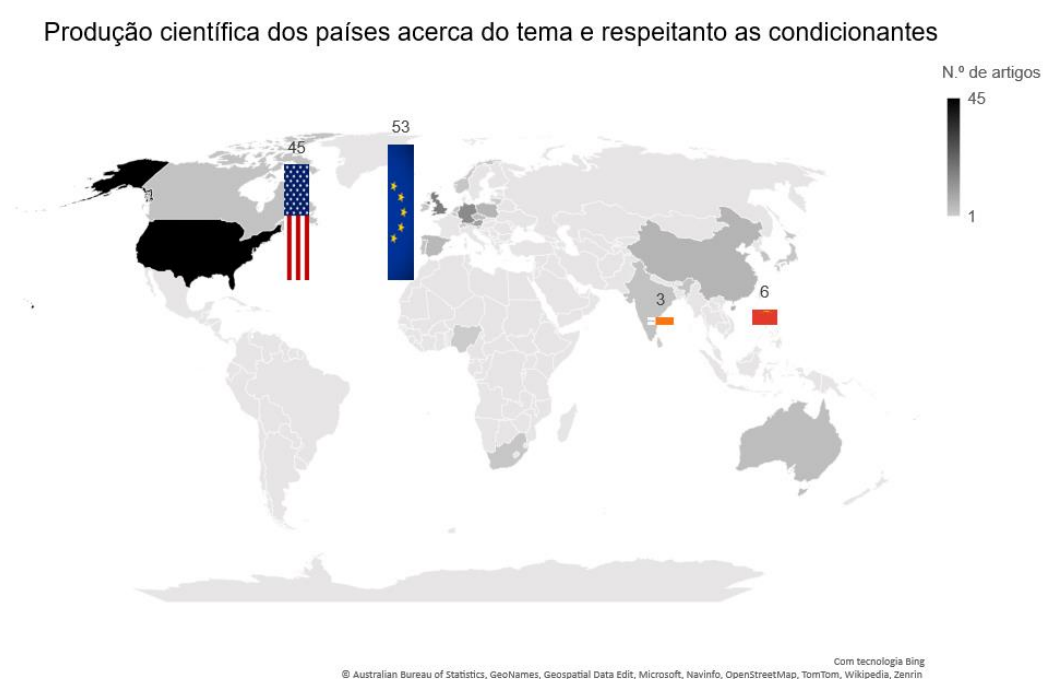 Produção científica dos países acerca do tema e respeitanto as condicionantes
N.º de artigos
45
1
53
45
6
3
Com tecnologia Bing
© Australian Bureau of Statistics, GeoNames, Geospatial Data Edit, Microsoft, Navinfo, OpenStreetMap, TomTom, Wikipedia, Zenrin